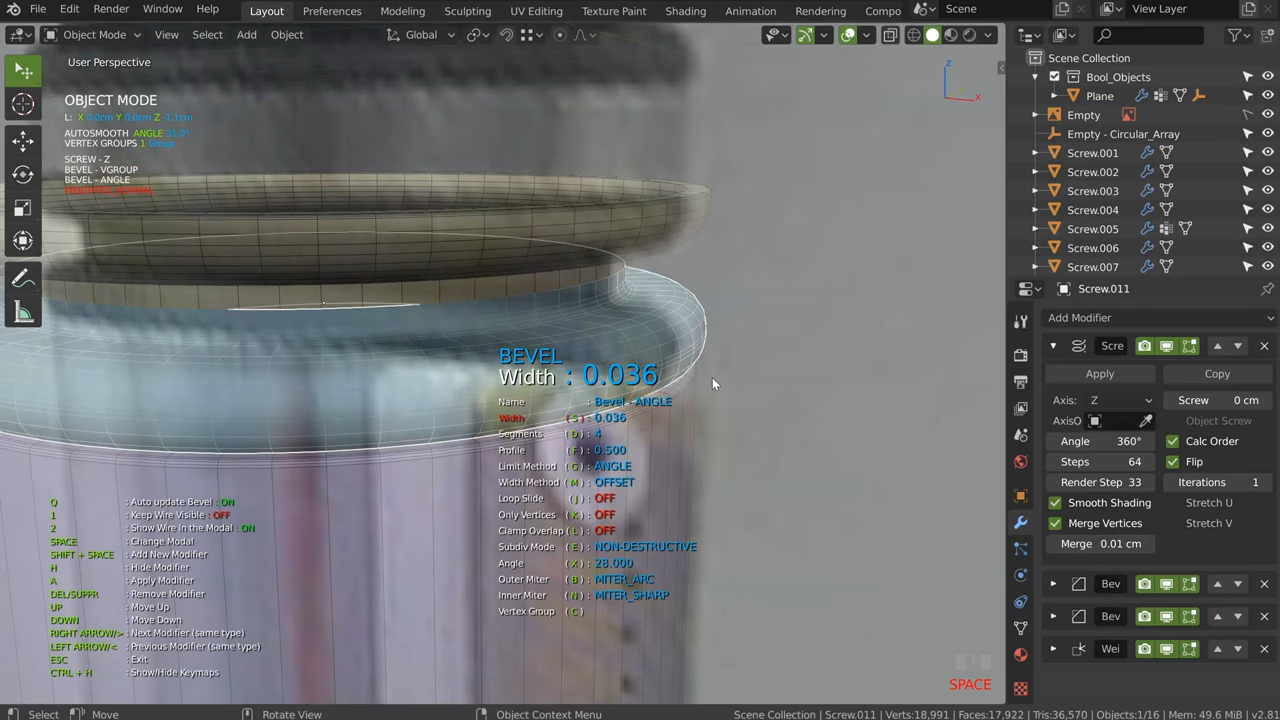 File Edit Render Window Help Layout Preferences Modeling Sculpting UV Editing Texture Paint Shading Animation Rendering Compo Scene View Layer
Object Mode View Select Add Object Global
User Perspective
OBJECT MODE
L: X 0.0cm Y 0.0cm Z -1.1cm
AUTOSMOOTH ANGLE 31.0°
VERTEX GROUPS 1 Group
SCREW - Z
BEVEL - VGROUP
BEVEL - ANGLE
z
x
BEVEL
Width : 0.036
Name : Bevel - ANGLE
Width ( S ) : 0.036
Segments ( D ) : 4
Profile ( F ) : 0.500
Limit Method ( G ) : ANGLE
Width Method ( M ) : OFFSET
Loop Slide ( J ) : OFF
Only Vertices ( K ) : OFF
Clamp Overlap ( L ) : OFF
Subdiv Mode ( E ) : NON-DESTRUCTIVE
Angle ( X ) : 28.000
Outer Miter ( B ) : MITER_ARC
Inner Miter ( N ) : MITER_SHARP
Vertex Group ( C )
Q : Auto update Bevel : ON
1 : Keep Wire Visible : OFF
2 : Show Wire In the Modal : ON
SPACE : Change Modal
SHIFT + SPACE : Add New Modifier
H : Hide Modifier
A : Apply Modifier
DEL/SUPPR : Remove Modifier
UP : Move Up
DOWN : Move Down
RIGHT ARROW/> : Next Modifier (same type)
LEFT ARROW/< : Previous Modifier (same type)
ESC : Exit
CTRL + H : Show/Hide Keymaps
SPACE
Scene Collection
Bool_Objects
Plane
Empty
Empty - Circular_Array
Screw.001
Screw.002
Screw.003
Screw.004
Screw.005
Screw.006
Screw.007
Screw.011
Add Modifier
Scre
Apply Copy
Axis: Z Screw 0 cm
AxisO Object Screw
Angle 360° Calc Order
Steps 64 Flip
Render Step 33 Iterations 1
Smooth Shading Stretch U
Merge Vertices Stretch V
Merge 0.01 cm
Bev
Bev
Wei
Select Move Rotate View Object Context Menu Scene Collection | Screw.011 | Verts:18,991 | Faces:17,922 | Tris:36,570 | Objects:1/16 | Mem: 49.6 MiB | v2.81